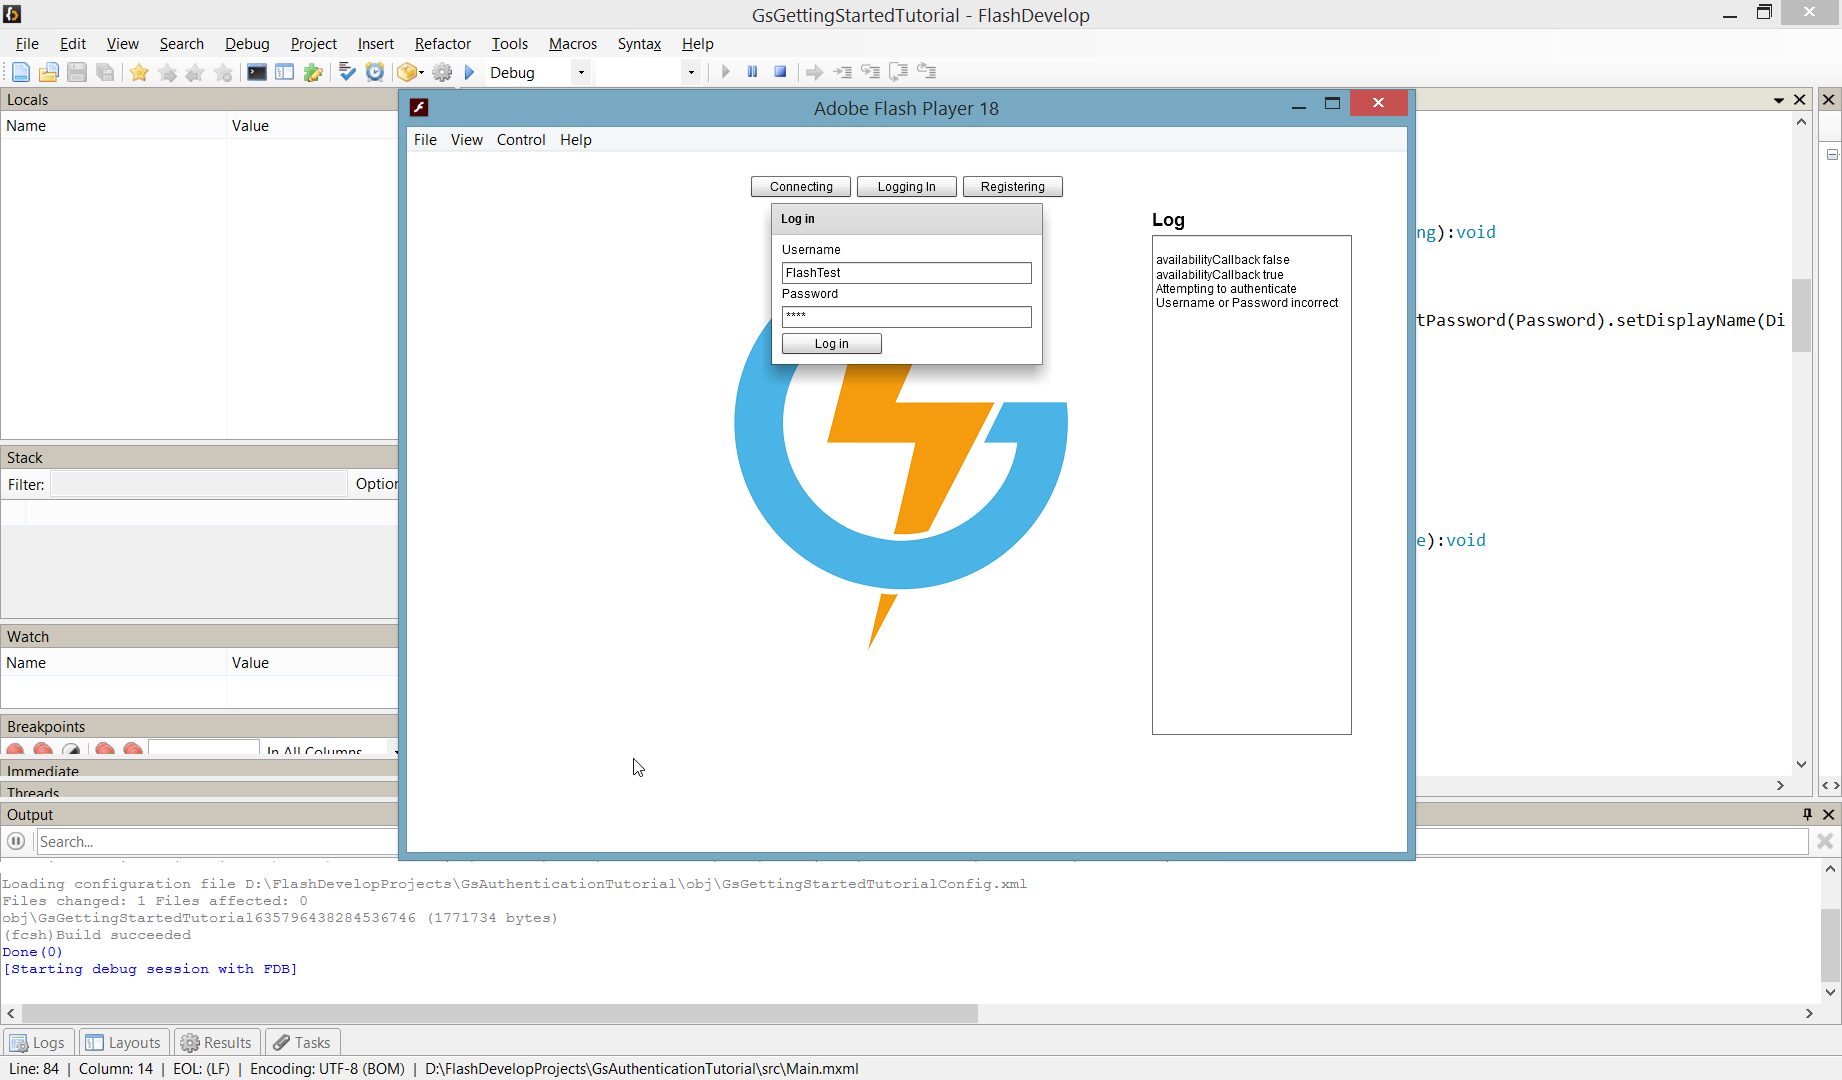 GsGettingStartedTutorial - FlashDevelop
File Edit View Search Debug Project Insert Refactor Tools Macros Syntax Help
Debug
Locals
Name Value
Adobe Flash Player 18
File View Control Help
Connecting Logging In Registering
Log in
Username
FlashTest
Password
****
Log in
Log
availabilityCallback false
availabilityCallback true
Attempting to authenticate
Username or Password incorrect
ng):void
tPassword(Password).setDisplayName(Di
e):void
Stack
Filter: Option
Watch
Name Value
Breakpoints
In All Columns
Immediate
Threads
Output
Search...
Loading configuration file D:\FlashDevelopProjects\GsAuthenticationTutorial\obj\GsGettingStartedTutorialConfig.xml
Files changed: 1 Files affected: 0
obj\GsGettingStartedTutorial635796438284536746 (1771734 bytes)
(fcsh)Build succeeded
Done(0)
[Starting debug session with FDB]
Logs Layouts Results Tasks
Line: 84 | Column: 14 | EOL: (LF) | Encoding: UTF-8 (BOM) | D:\FlashDevelopProjects\GsAuthenticationTutorial\src\Main.mxml